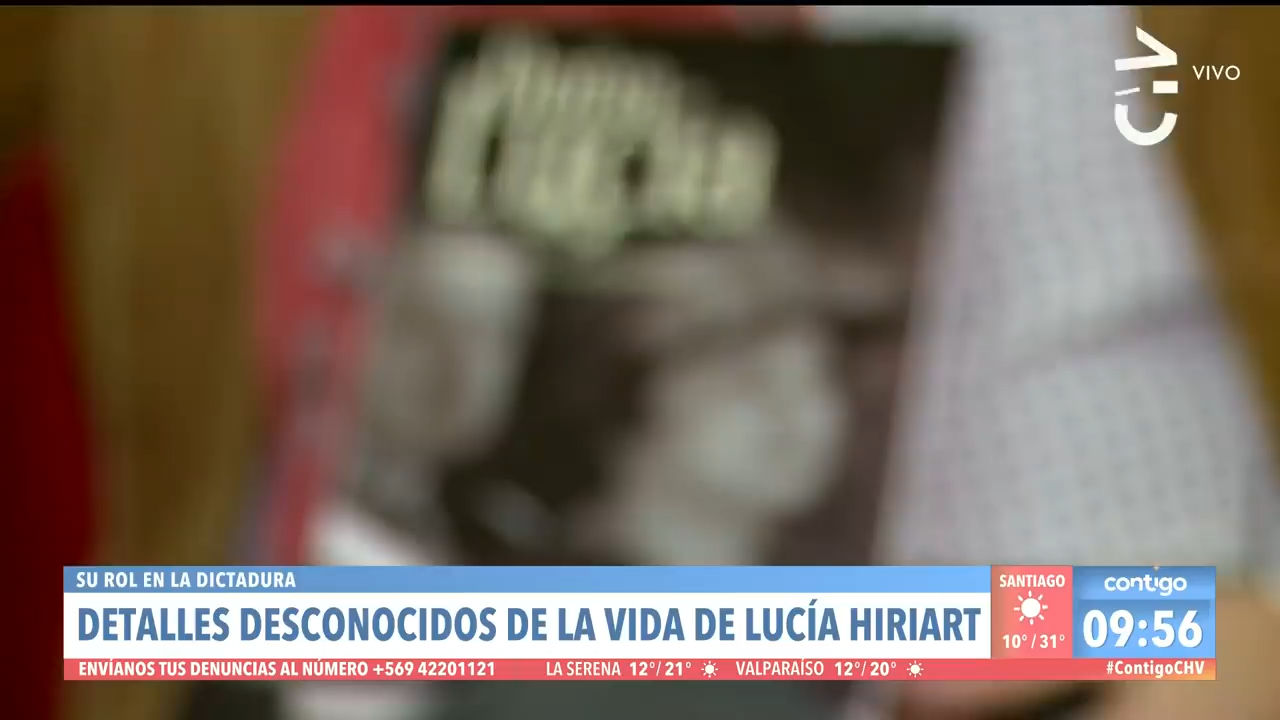 CHV
VIVO
SU ROL EN LA DICTADURA
DETALLES DESCONOCIDOS DE LA VIDA DE LUCÍA HIRIART
SANTIAGO
10°/31°
contigo
09:56
ENVÍANOS TUS DENUNCIAS AL NÚMERO +569 42201121
LA SERENA 12°/21° VALPARAÍSO 12°/20°
#ContigoCHV